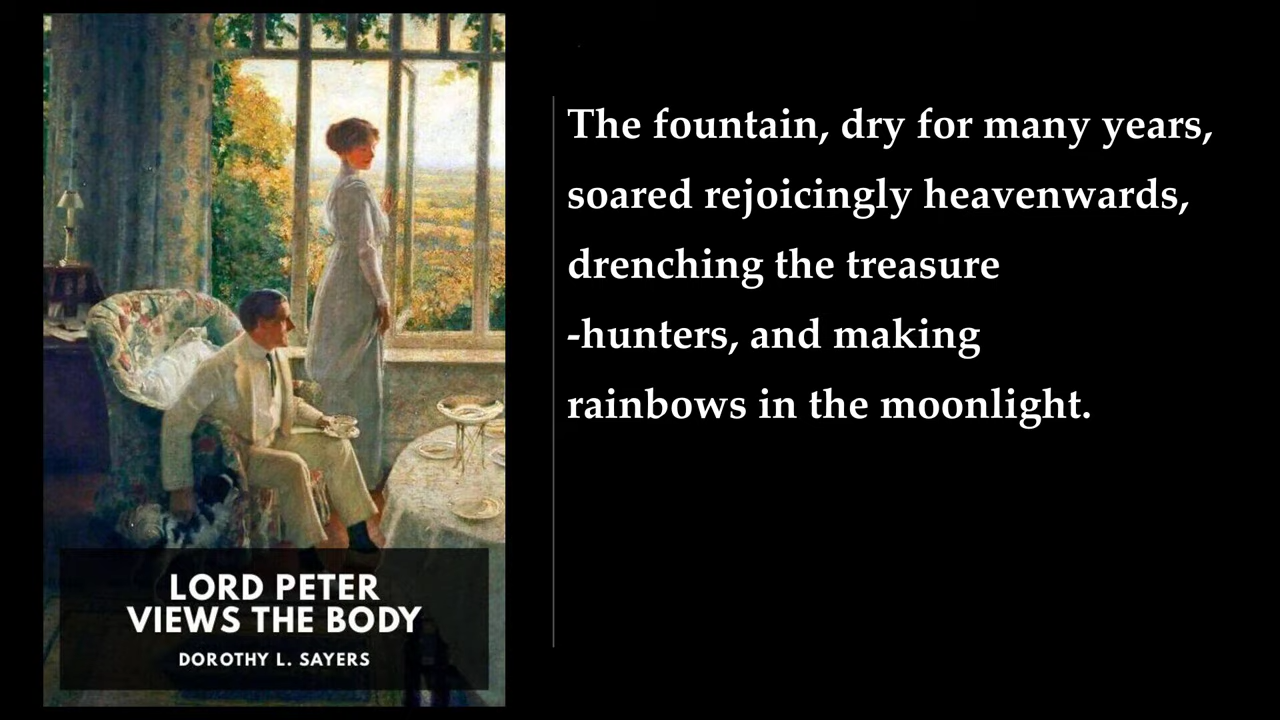 The fountain, dry for many years,
soared rejoicingly heavenwards,
drenching the treasure
-hunters, and making
rainbows in the moonlight.
LORD PETER
VIEWS THE BODY
DOROTHY L. SAYERS